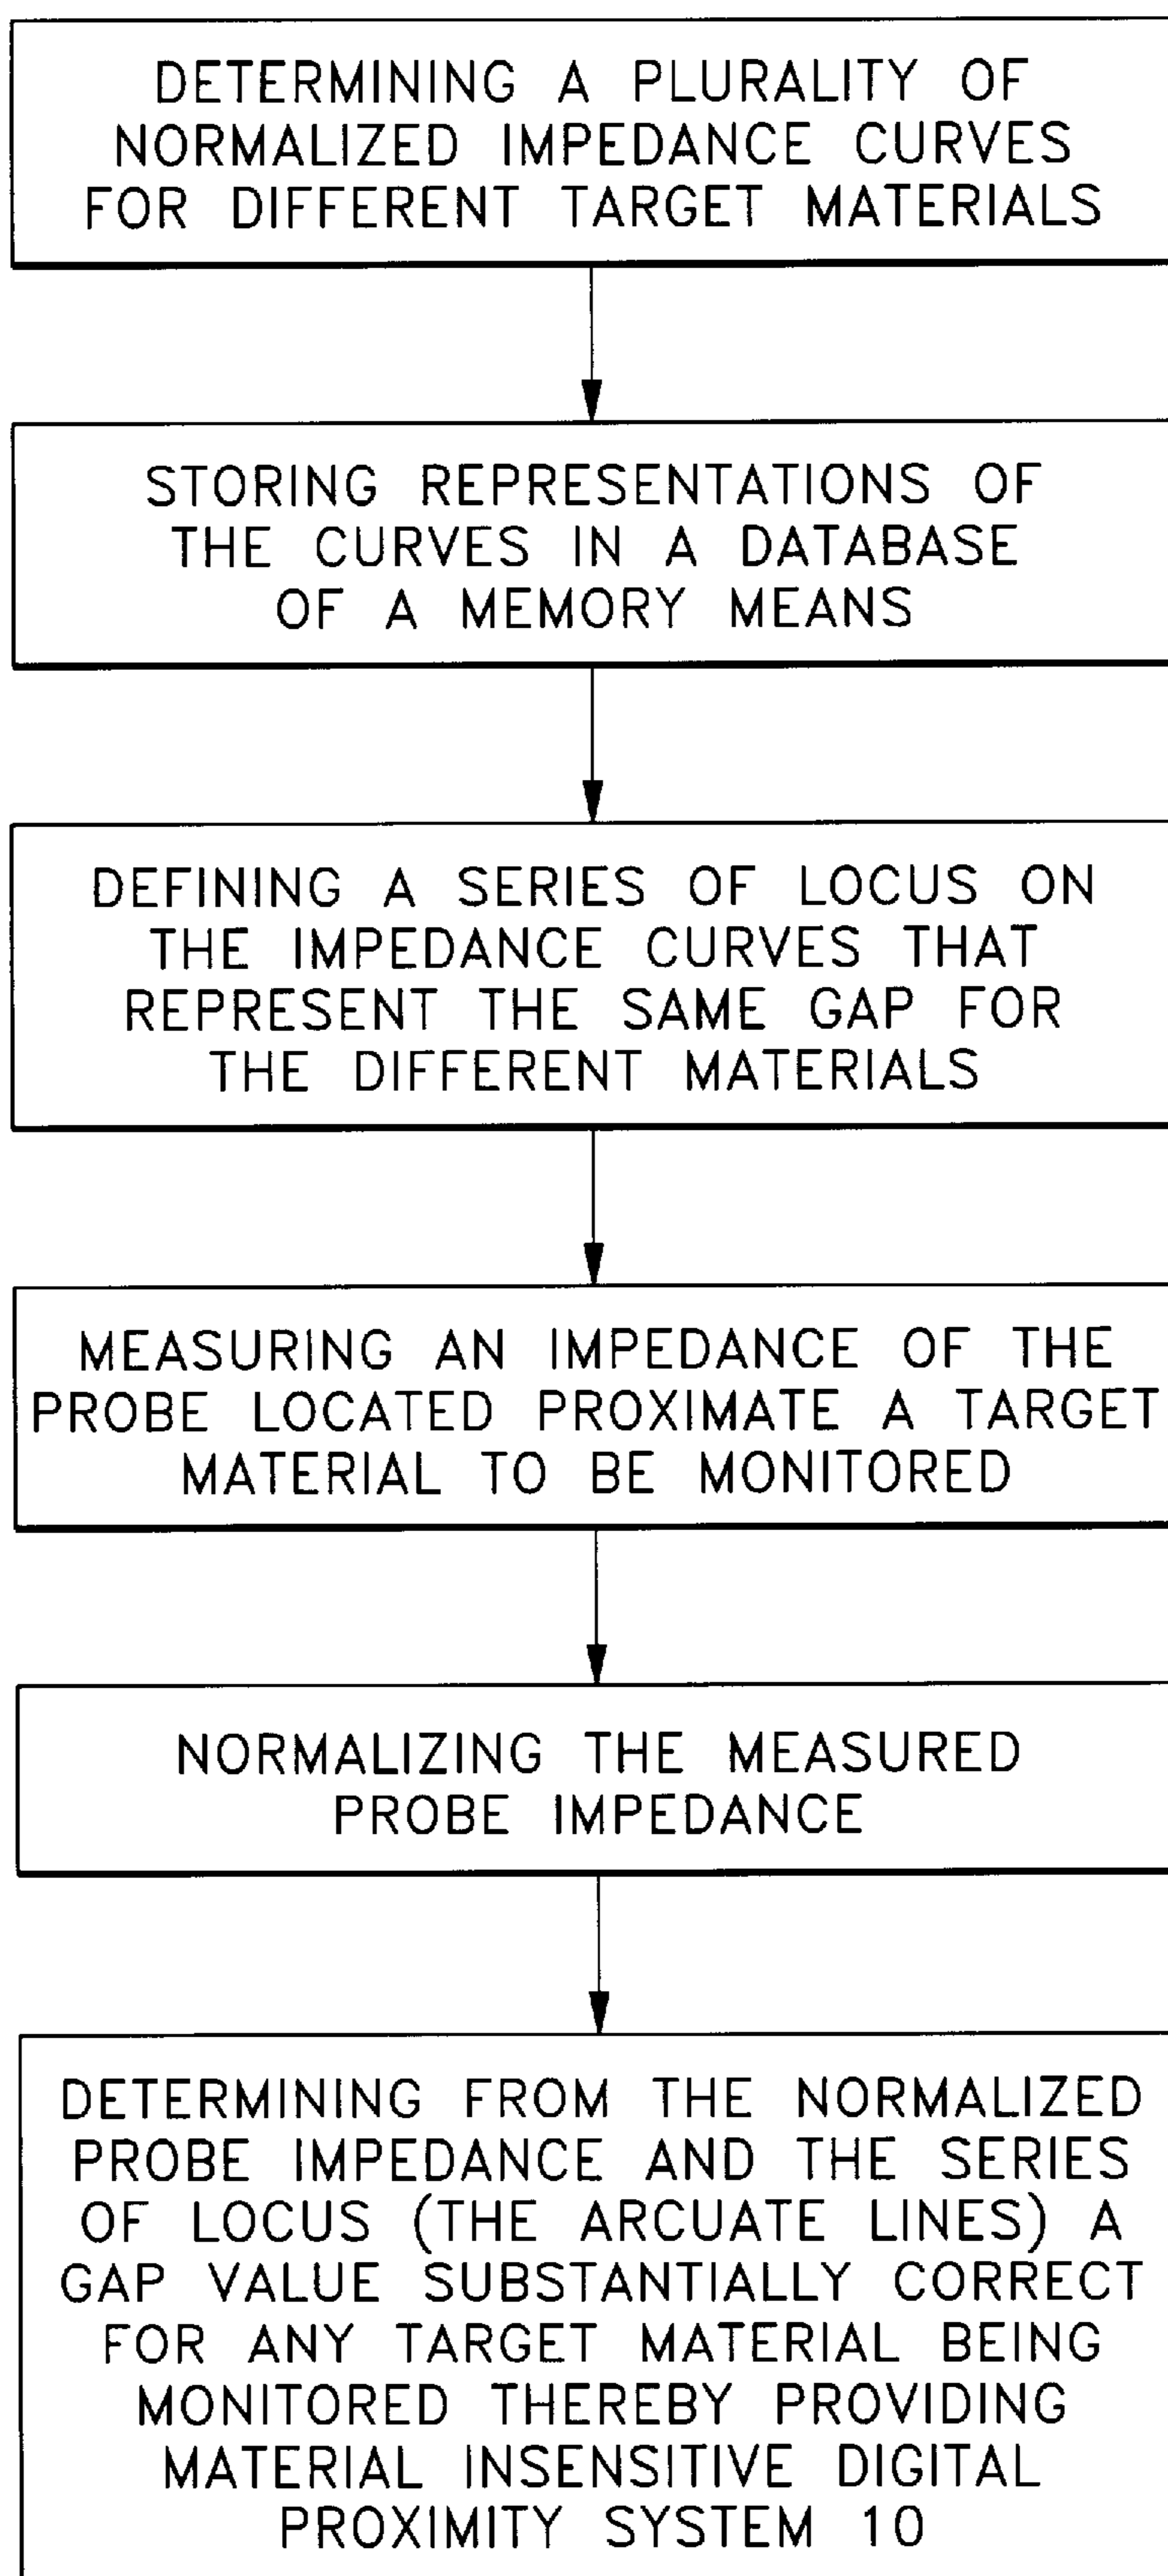 DETERMINING A PLURALITY OF
NORMALIZED IMPEDANCE CURVES
FOR DIFFERENT TARGET MATERIALS
STORING REPRESENTATIONS OF
THE CURVES IN A DATABASE
OF A MEMORY MEANS
DEFINING A SERIES OF LOCUS ON
THE IMPEDANCE CURVES THAT
REPRESENT THE SAME GAP FOR
THE DIFFERENT MATERIALS
MEASURING AN IMPEDANCE OF THE
PROBE LOCATED PROXIMATE A TARGET
MATERIAL TO BE MONITORED
NORMALIZING THE MEASURED
PROBE IMPEDANCE
DETERMINING FROM THE NORMALIZED
PROBE IMPEDANCE AND THE SERIES
OF LOCUS (THE ARCUATE LINES) A
GAP VALUE SUBSTANTIALLY CORRECT
FOR ANY TARGET MATERIAL BEING
MONITORED THEREBY PROVIDING
MATERIAL INSENSITIVE DIGITAL
PROXIMITY SYSTEM 10